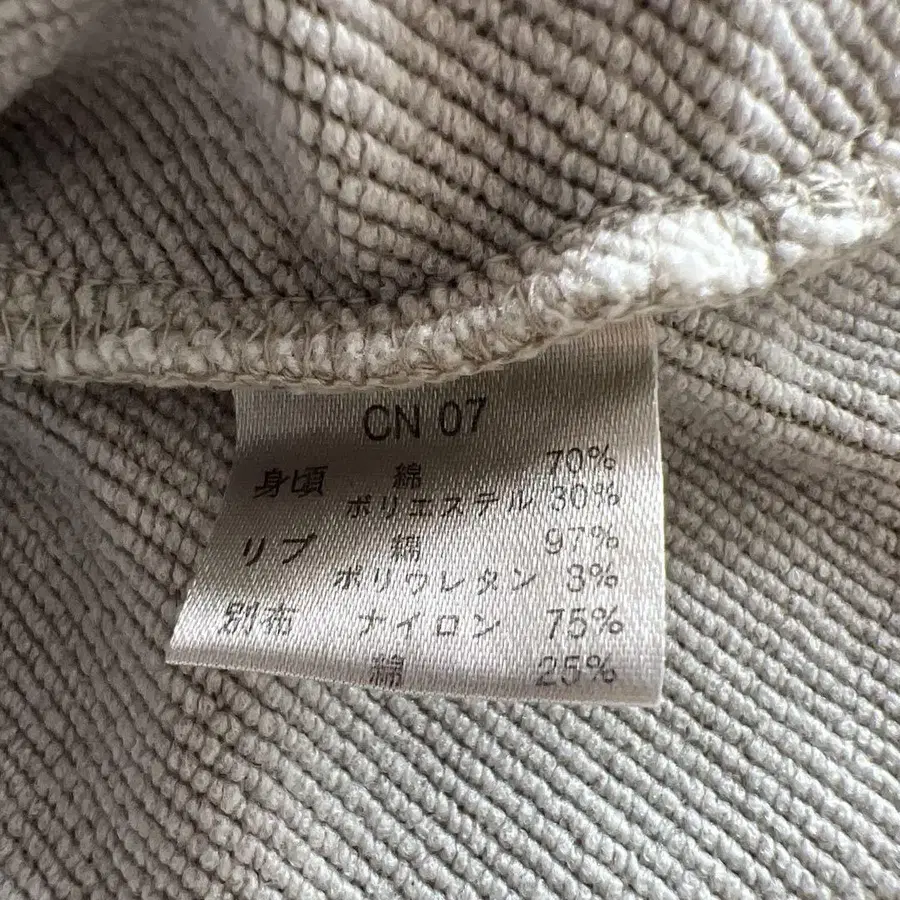 CN 07
身頃 綿 70%
ポリエステル 30%
リブ 綿 97%
ポリウレタン 3%
別布 ナイロン 75%
綿 25%